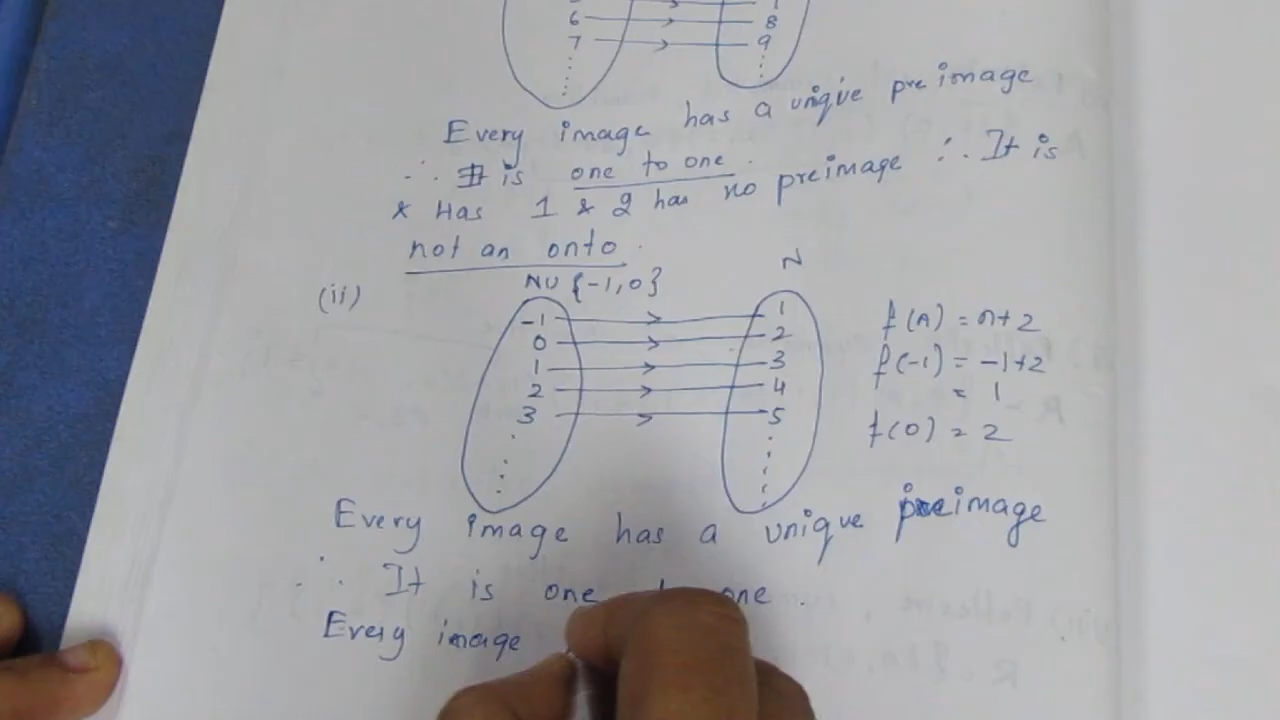 6 8
7 9
Every image has a unique preimage
∴ It is one to one.
* Has 1 & 2 has no preimage ∴ It is
not an onto.
(ii) NU {-1,0} N
-1 1
0 2
1 3
2 4
3 5
f(A) = n+2
f(-1) = -1+2
= 1
f(0) = 2
Every image has a unique preimage
∴ It is one one.
Every image